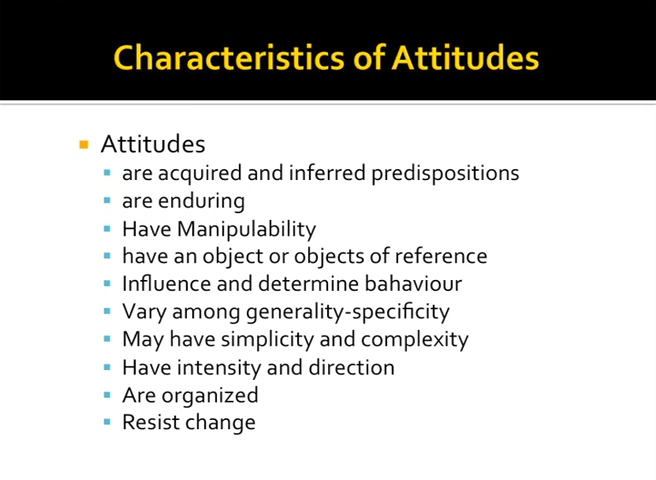 Characteristics of Attitudes
Attitudes
are acquired and inferred predispositions
are enduring
Have Manipulability
have an object or objects of reference
Influence and determine bahaviour
Vary among generality-specificity
May have simplicity and complexity
Have intensity and direction
Are organized
Resist change